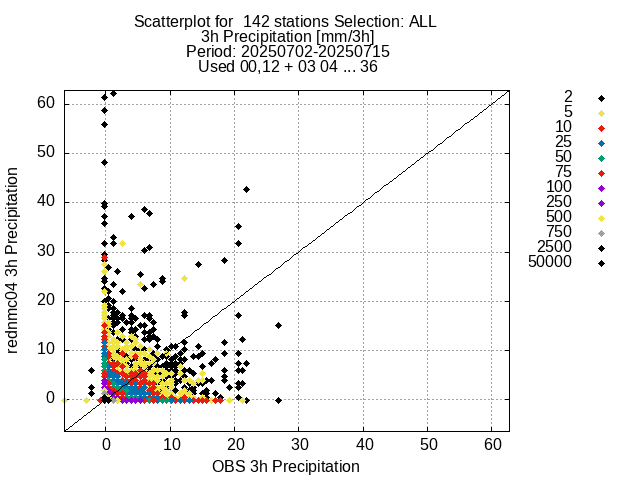 Scatterplot for  142 stations Selection: ALL
3h Precipitation [mm/3h]
Period: 20250702-20250715
Used 00,12 + 03 04 ... 36
rednmc04 3h Precipitation
60
50
40
30
20
10
0
0 10 20 30 40 50 60
OBS 3h Precipitation
2
5
10
25
50
75
100
250
500
750
2500
50000